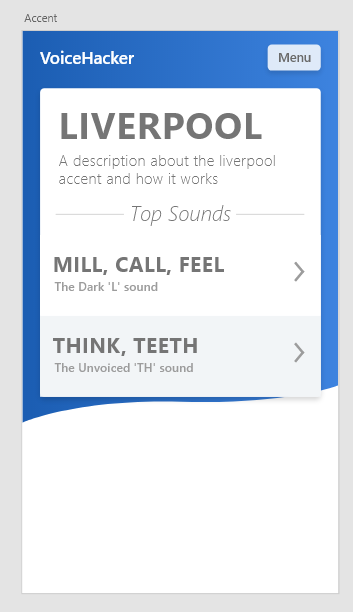 Accent
VoiceHacker
Menu
LIVERPOOL
A description about the liverpool
accent and how it works
Top Sounds
MILL, CALL, FEEL
The Dark 'L' sound
THINK, TEETH
The Unvoiced 'TH' sound